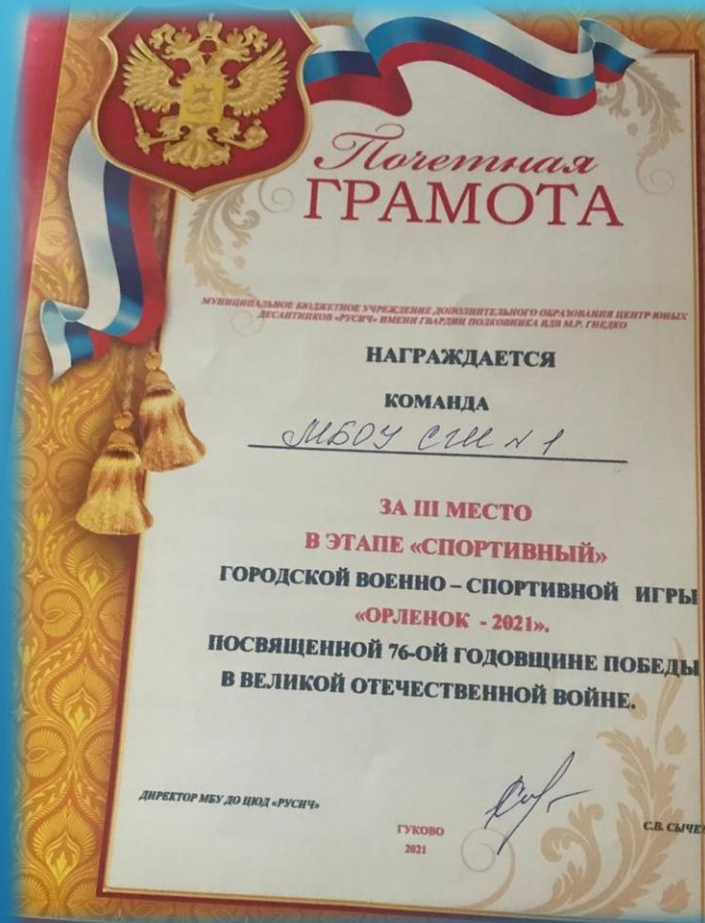 Почетная
ГРАМОТА
МУНИЦИПАЛЬНОЕ БЮДЖЕТНОЕ УЧРЕЖДЕНИЕ ДОПОЛНИТЕЛЬНОГО ОБРАЗОВАНИЯ ЦЕНТР ЮНЫХ
ДЕСАНТНИКОВ «РУСИЧ» ИМЕНИ ГВАРДИИ ПОЛКОВНИКА ВДВ М.Р. ГНЕДКО
НАГРАЖДАЕТСЯ
КОМАНДА
МБОУ СШ №1
ЗА III МЕСТО
В ЭТАПЕ «СПОРТИВНЫЙ»
ГОРОДСКОЙ ВОЕННО – СПОРТИВНОЙ ИГРЫ
«ОРЛЕНОК - 2021».
ПОСВЯЩЕННОЙ 76-ОЙ ГОДОВЩИНЕ ПОБЕДЫ
В ВЕЛИКОЙ ОТЕЧЕСТВЕННОЙ ВОЙНЕ.
ДИРЕКТОР МБУ ДО ЦЮД «РУСИЧ»
С.В.
ГУКОВО
2021